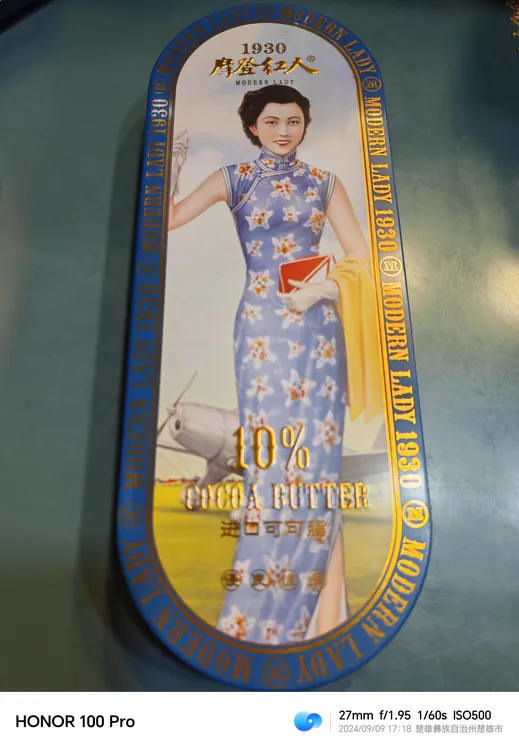 1930
摩登红人®
MODERN LADY
10%
COCOA BUTTER
进口可可脂
MODERN LADY 1930 M MODERN LADY 1930 M MODERN LADY
MODERN LADY 1930
HONOR 100 Pro
27mm f/1.95 1/60s ISO500
2024/09/09 17:18 楚雄彝族自治州楚雄市